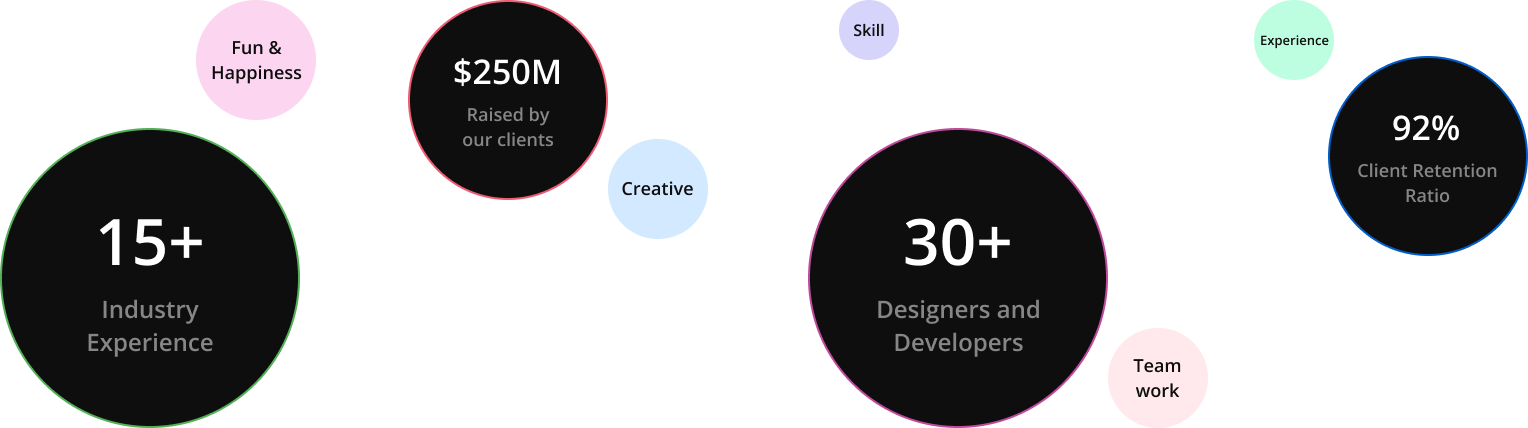 Fun &
Happiness
$250M
Raised by
our clients
Skill
Experience
92%
Client Retention
Ratio
Creative
15+
Industry
Experience
30+
Designers and
Developers
Team
work